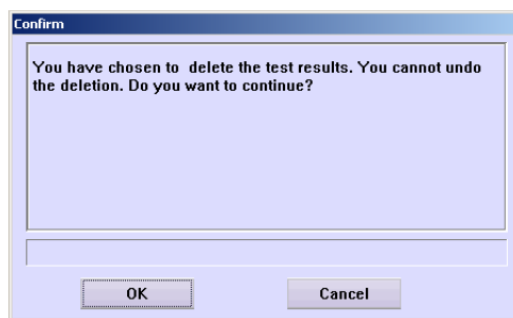 Confirm
You have chosen to  delete the test results. You cannot undo
the deletion. Do you want to continue?
OK
Cancel